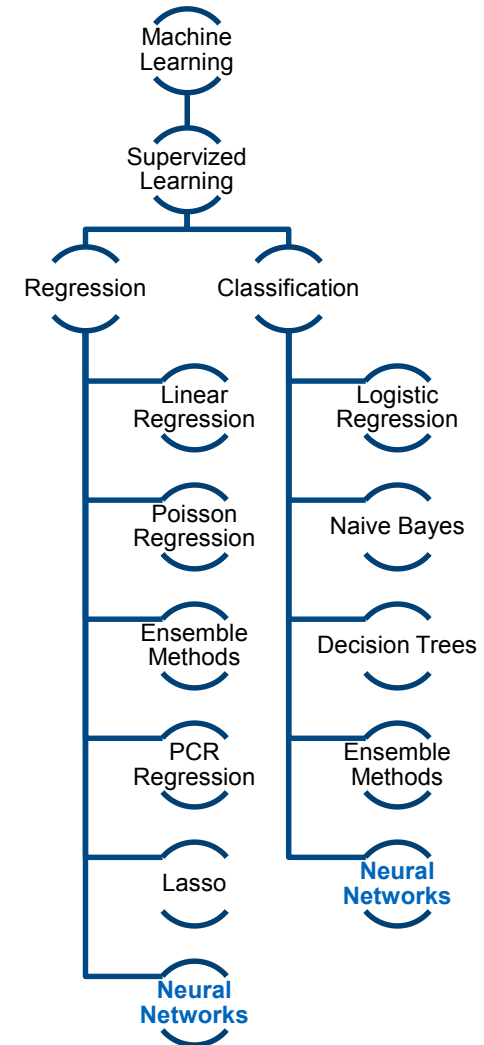 Machine
Learning
Supervized
Learning
Regression
Classification
Linear
Regression
Poisson
Regression
Ensemble
Methods
PCR
Regression
Lasso
Neural
Networks
Logistic
Regression
Naive Bayes
Decision Trees
Ensemble
Methods
Neural
Networks